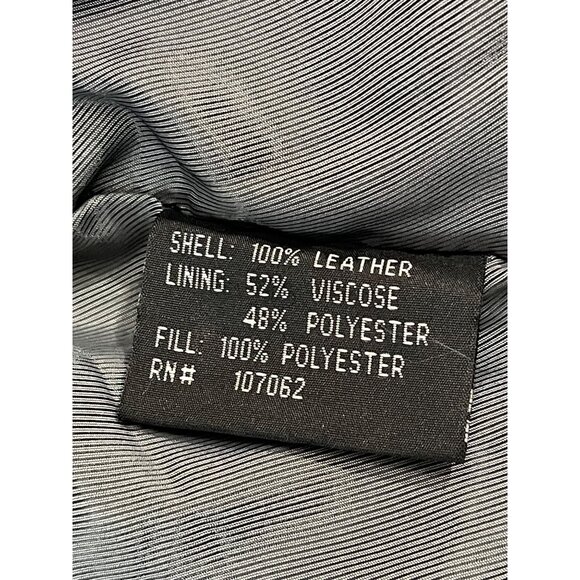 SHELL: 100% LEATHER
LINING: 52% VISCOSE
48% POLYESTER
FILL: 100% POLYESTER
RN# 107062